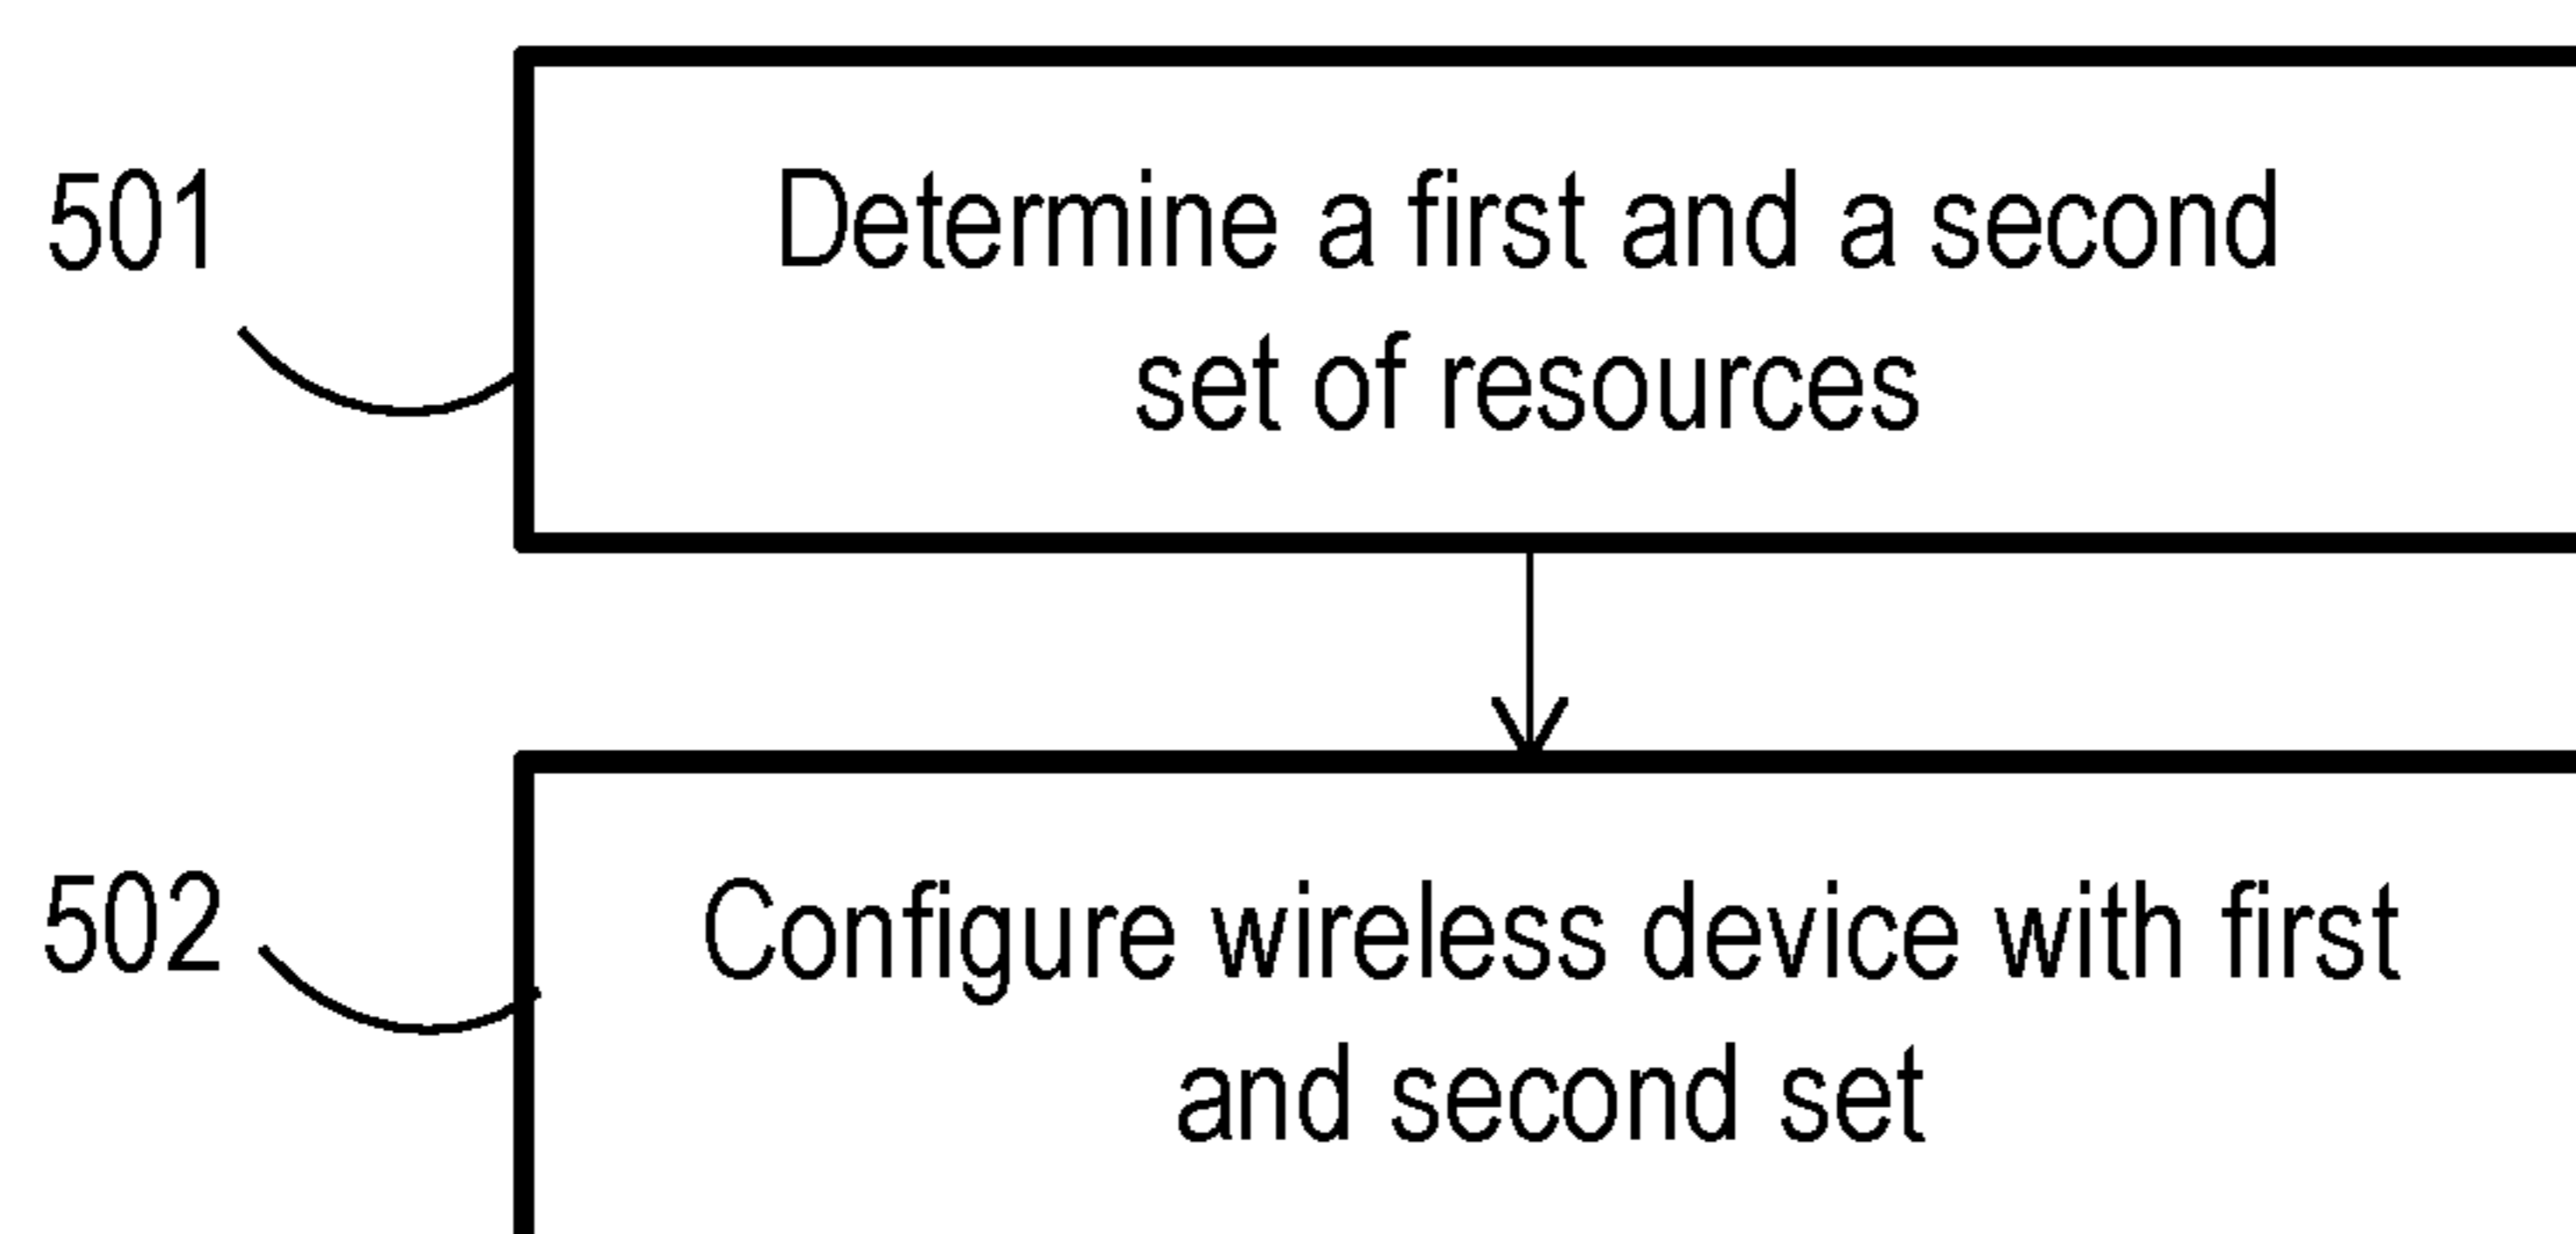 501
Determine a first and a second
set of resources
502
Configure wireless device with first
and second set